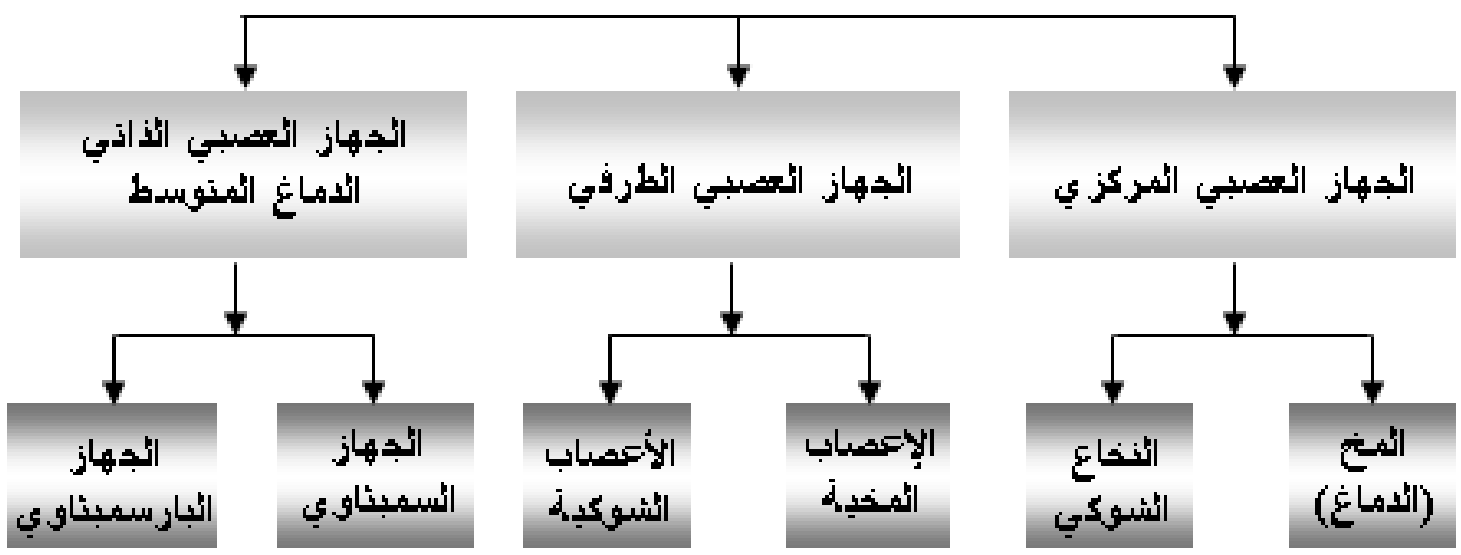 الجهاز العصبي المركزي
الجهاز العصبي الطرفي
الجهاز العصبي الذاتي
الدماغ المتوسط
المخ
(الدماغ)
النخاع
الشوكي
الإعصاب
المخية
الأعصاب
الشوكية
الجهاز
السمبثاوي
الجهاز
البارسمبثاوي